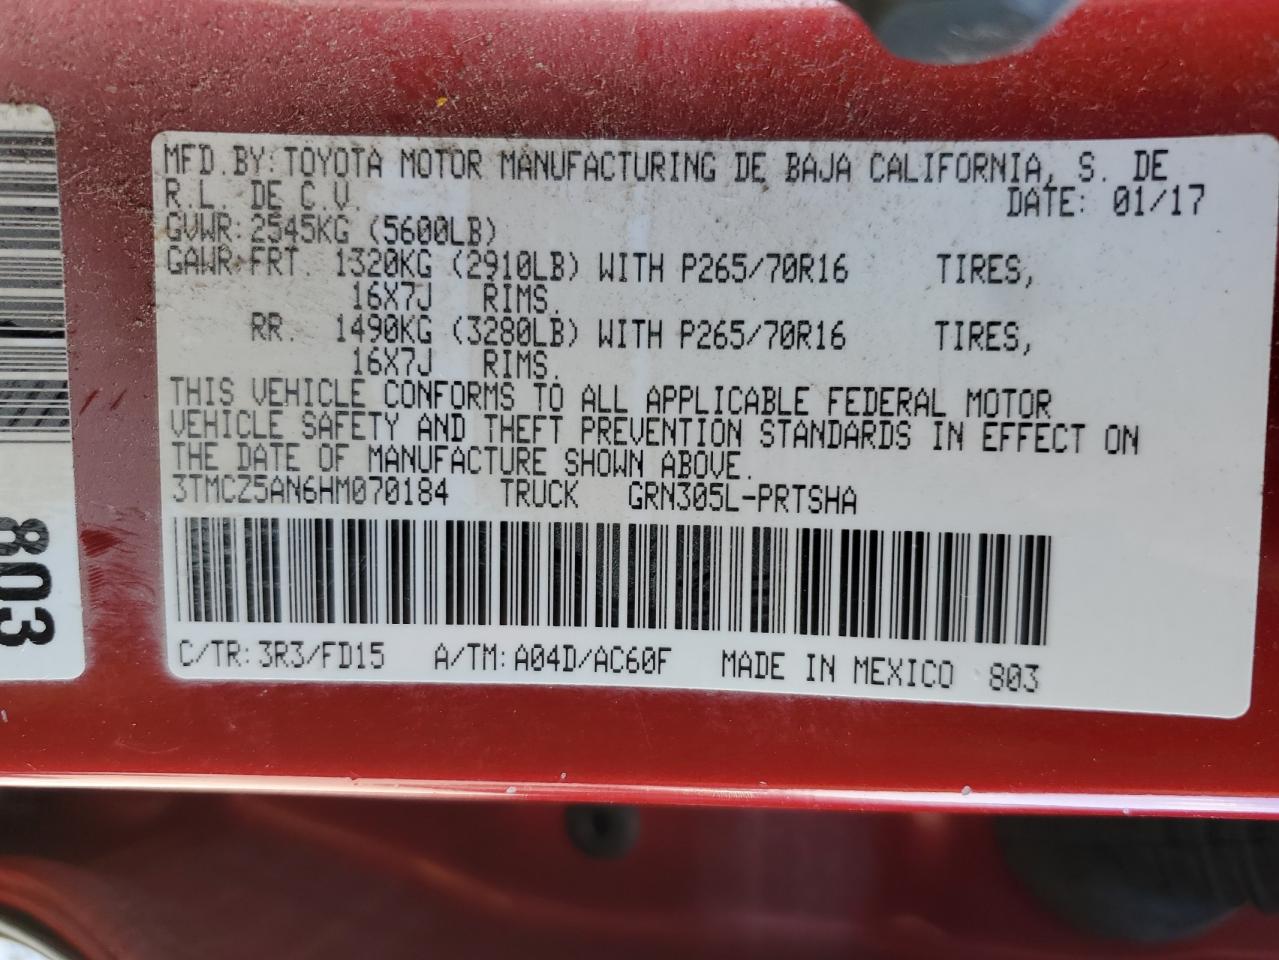 MFD.BY: TOYOTA MOTOR MANUFACTURING DE BAJA CALIFORNIA, S. DE
R.L. DE C.V. DATE: 01/17
GVWR: 2545KG (5600LB)
GAWR:FRT. 1320KG (2910LB) WITH P265/70R16 TIRES,
16X7J RIMS.
RR. 1490KG (3280LB) WITH P265/70R16 TIRES,
16X7J RIMS.
THIS VEHICLE CONFORMS TO ALL APPLICABLE FEDERAL MOTOR
VEHICLE SAFETY AND THEFT PREVENTION STANDARDS IN EFFECT ON
THE DATE OF MANUFACTURE SHOWN ABOVE.
3TMCZ5AN6HM070184 TRUCK GRN305L-PRTSHA
C/TR: 3R3/FD15 A/TM: A04D/AC60F MADE IN MEXICO 803
803